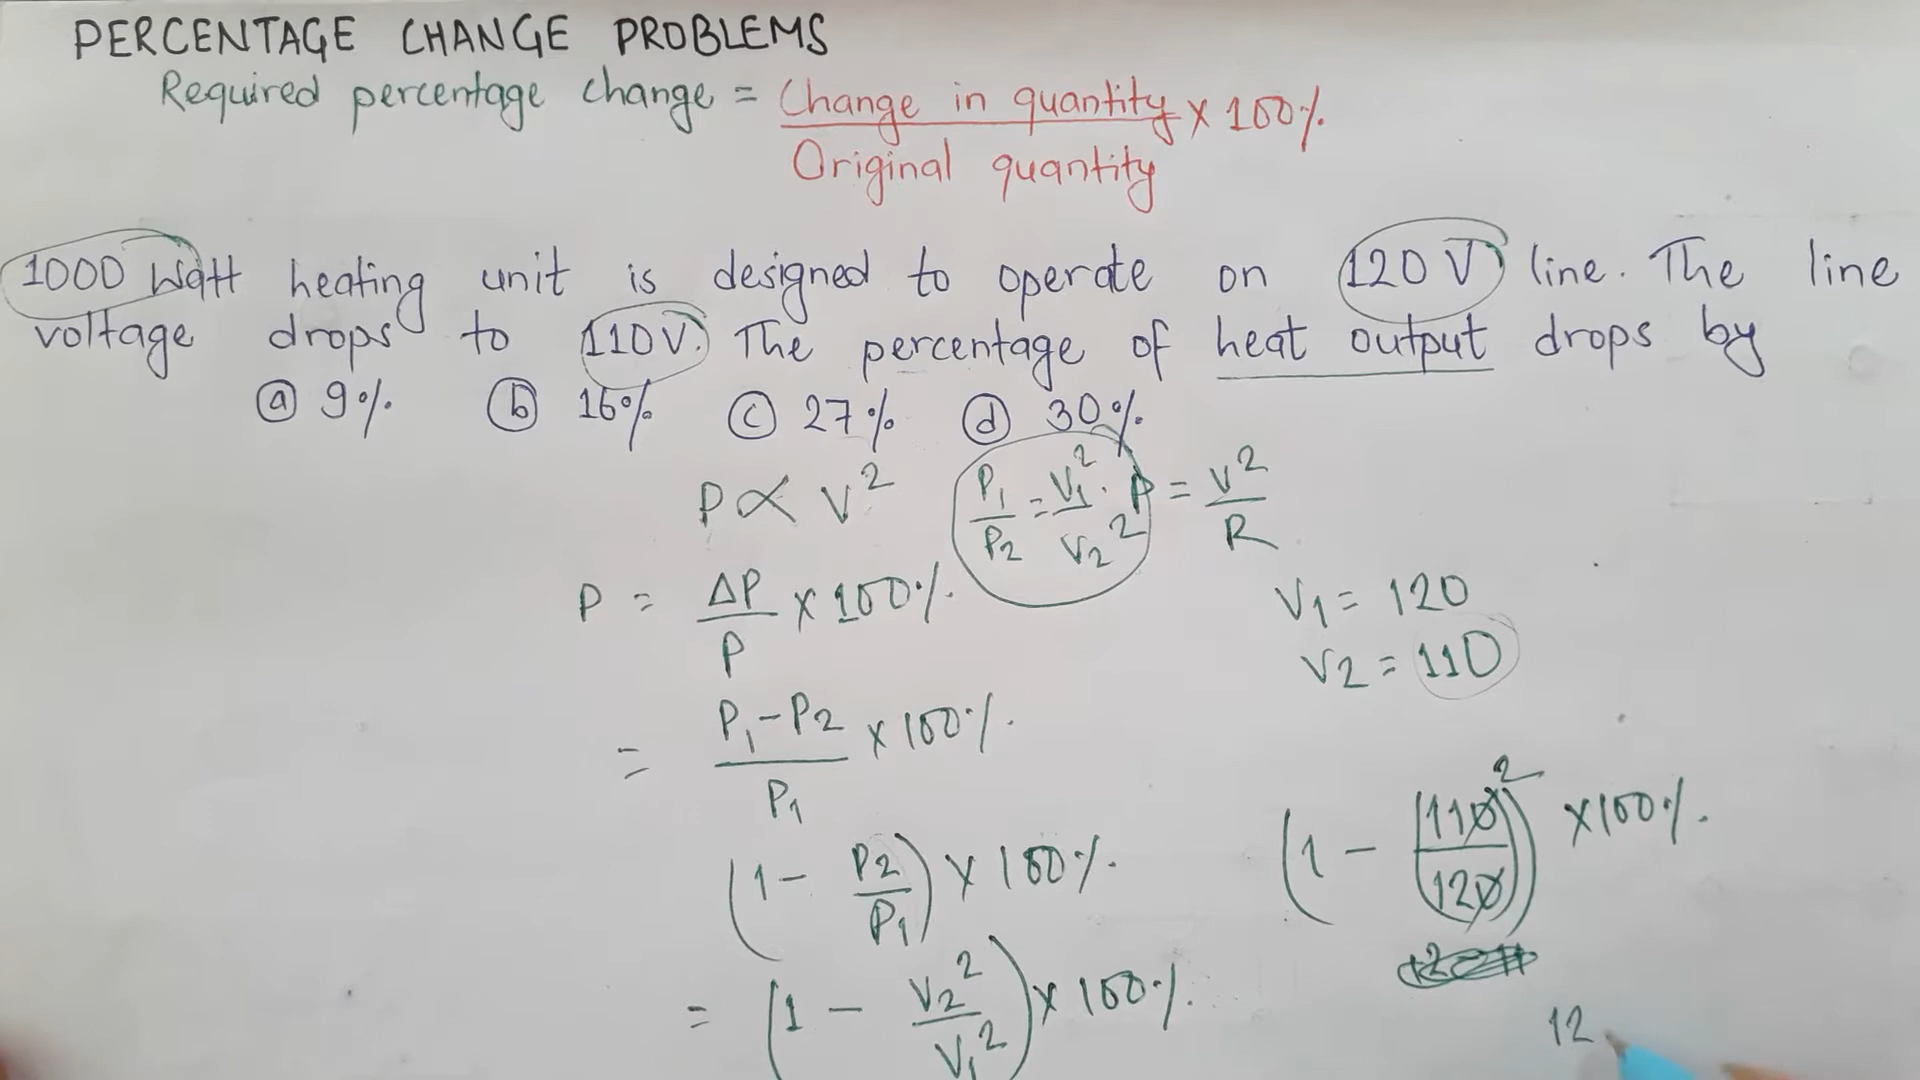 PERCENTAGE CHANGE PROBLEMS
Required percentage change = Change in quantity / Original quantity × 100%
1000 Watt heating unit is designed to operate on 120 V line. The line
voltage drops to 110V. The percentage of heat output drops by
(a) 9% (b) 16% (c) 27% (d) 30%
P ∝ V² P₁/P₂ = V₁²/V₂² P = V²/R
P = ΔP/P × 100%
V1 = 120
V2 = 110
= P₁-P2/P1 × 100%
(1 - P2/P1) × 100%
(1 - (110/120)²) × 100%
= (1 - V2²/V1²) × 100%
12